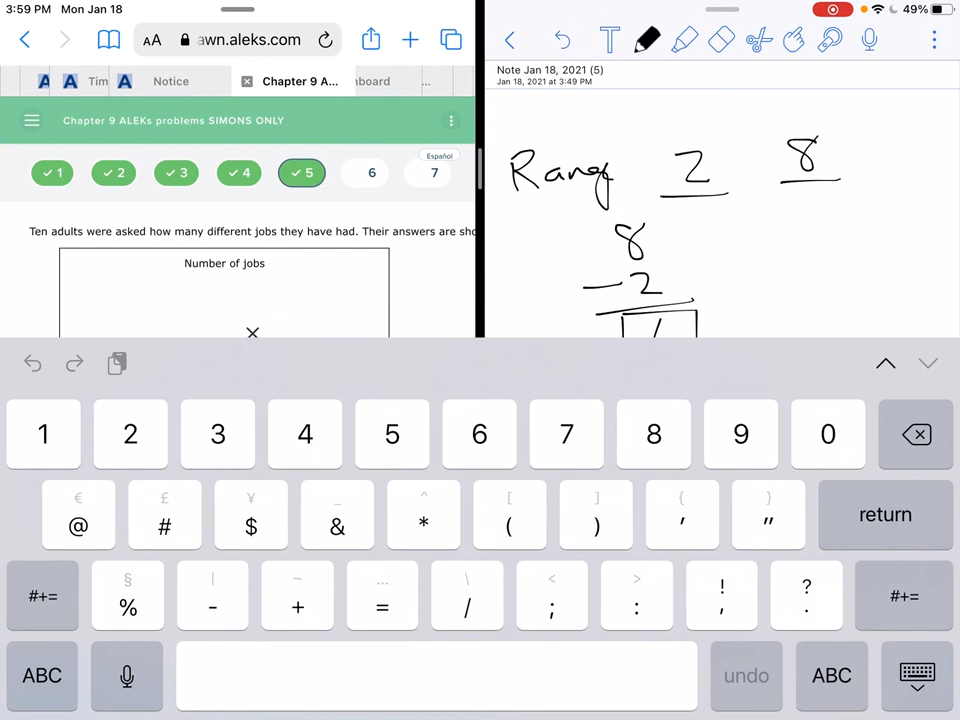 3:59 PM Mon Jan 18
49%
AA awn.aleks.com
Tim Notice Chapter 9 A... board ...
Chapter 9 ALEKs problems SIMONS ONLY
Español
✓ 1 ✓ 2 ✓ 3 ✓ 4 ✓ 5 6 7
Ten adults were asked how many different jobs they have had. Their answers are sho
Number of jobs
×
Note Jan 18, 2021 (5)
Jan 18, 2021 at 3:49 PM
Range 2 8
8
- 2
1 2 3 4 5 6 7 8 9 0
€ £ ¥ _ ^ [ ] { }
@ # $ & * ( ) ' "
return
§ | ~ ... \ < > ! ?
#+= % - + = / ; : , . #+=
ABC undo ABC